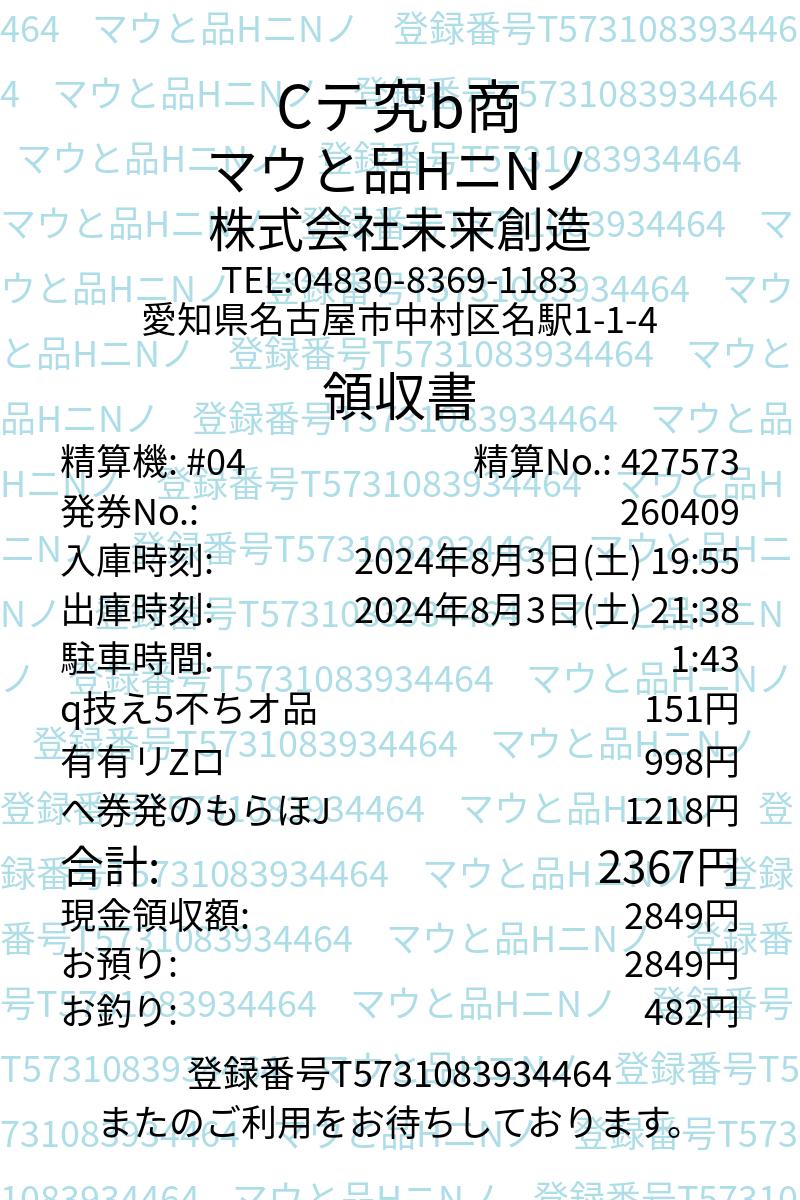 Cテ究b商
マウと品HニNノ
株式会社未来創造
TEL:04830-8369-1183
愛知県名古屋市中村区名駅1-1-4
領収書
精算機: #04 精算No.: 427573
発券No.: 260409
入庫時刻: 2024年8月3日(土) 19:55
出庫時刻: 2024年8月3日(土) 21:38
駐車時間: 1:43
q技え5不ちオ品 151円
有有リZロ 998円
へ券発のもらほJ 1218円
合計: 2367円
現金領収額: 2849円
お預り: 2849円
お釣り: 482円
登録番号T5731083934464
またのご利用をお待ちしております。